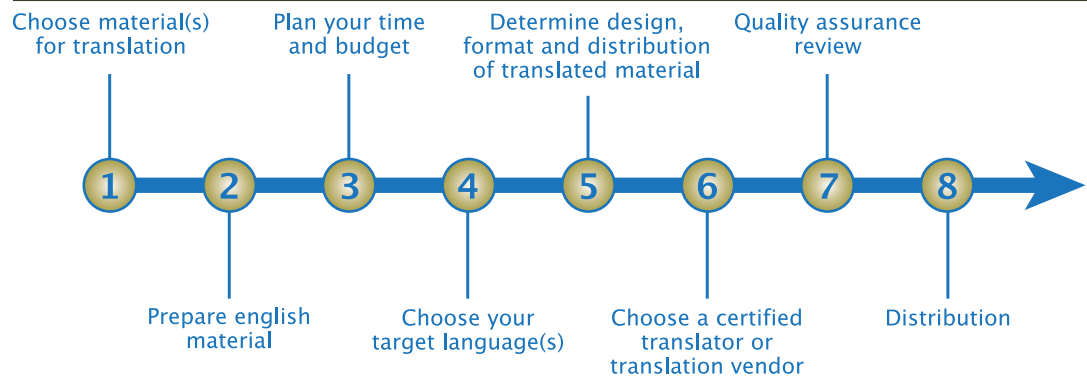 Choose material(s)
for translation
Plan your time
and budget
Determine design,
format and distribution
of translated material
Quality assurance
review
1
2
3
4
5
6
7
8
Prepare english
material
Choose your
target language(s)
Choose a certified
translator or
translation vendor
Distribution